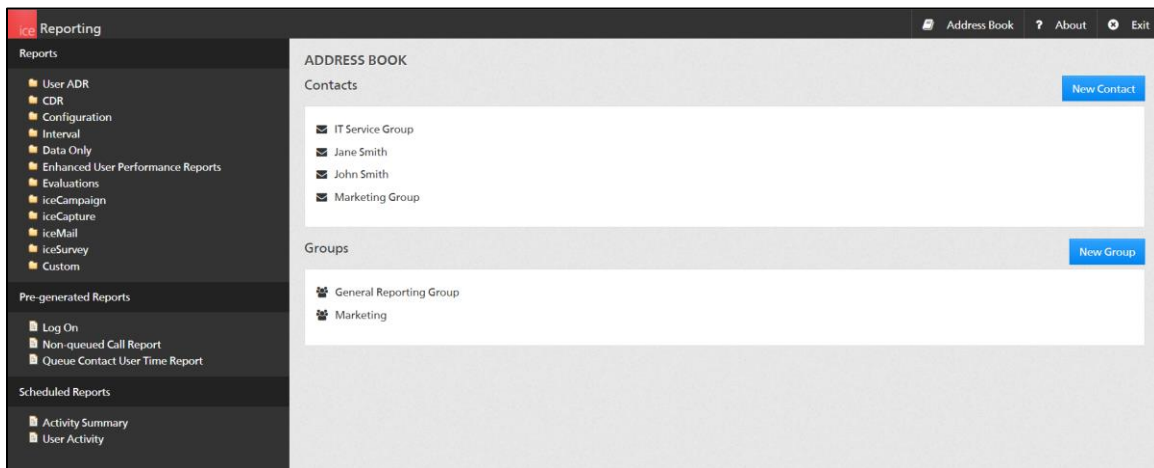 ice Reporting
Address Book
? About
Exit
Reports
User ADR
CDR
Configuration
Interval
Data Only
Enhanced User Performance Reports
Evaluations
iceCampaign
iceCapture
iceMail
iceSurvey
Custom
Pre-generated Reports
Log On
Non-queued Call Report
Queue Contact User Time Report
Scheduled Reports
Activity Summary
User Activity
ADDRESS BOOK
Contacts
New Contact
IT Service Group
Jane Smith
John Smith
Marketing Group
Groups
New Group
General Reporting Group
Marketing